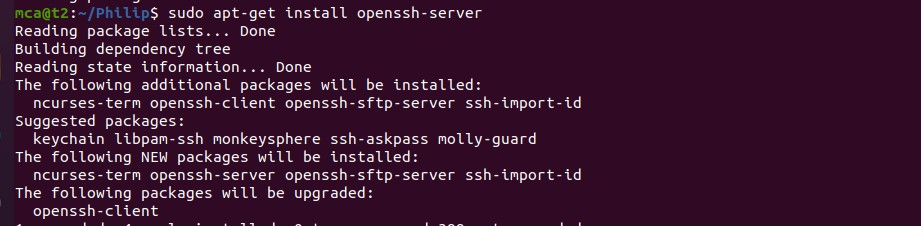 mca@t2:~/Philip$ sudo apt-get install openssh-server
Reading package lists... Done
Building dependency tree
Reading state information... Done
The following additional packages will be installed:
  ncurses-term openssh-client openssh-sftp-server ssh-import-id
Suggested packages:
  keychain libpam-ssh monkeysphere ssh-askpass molly-guard
The following NEW packages will be installed:
  ncurses-term openssh-server openssh-sftp-server ssh-import-id
The following packages will be upgraded:
  openssh-client